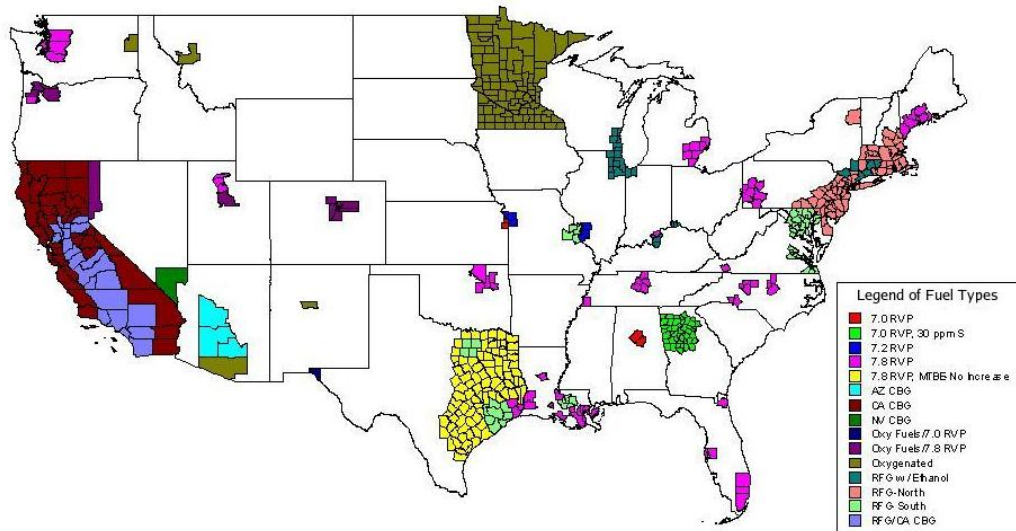 Legend of Fuel Types
7.0 RVP
7.0 RVP, 30 ppm S
7.2 RVP
7.8 RVP
7.8 RVP, MTBE No Increase
AZ CBG
CA CBG
NV CBG
Oxy Fuels/7.0 RVP
Oxy Fuels/7.8 RVP
Oxygenated
RFG w/Ethanol
RFG-North
RFG South
RFG/CA CBG